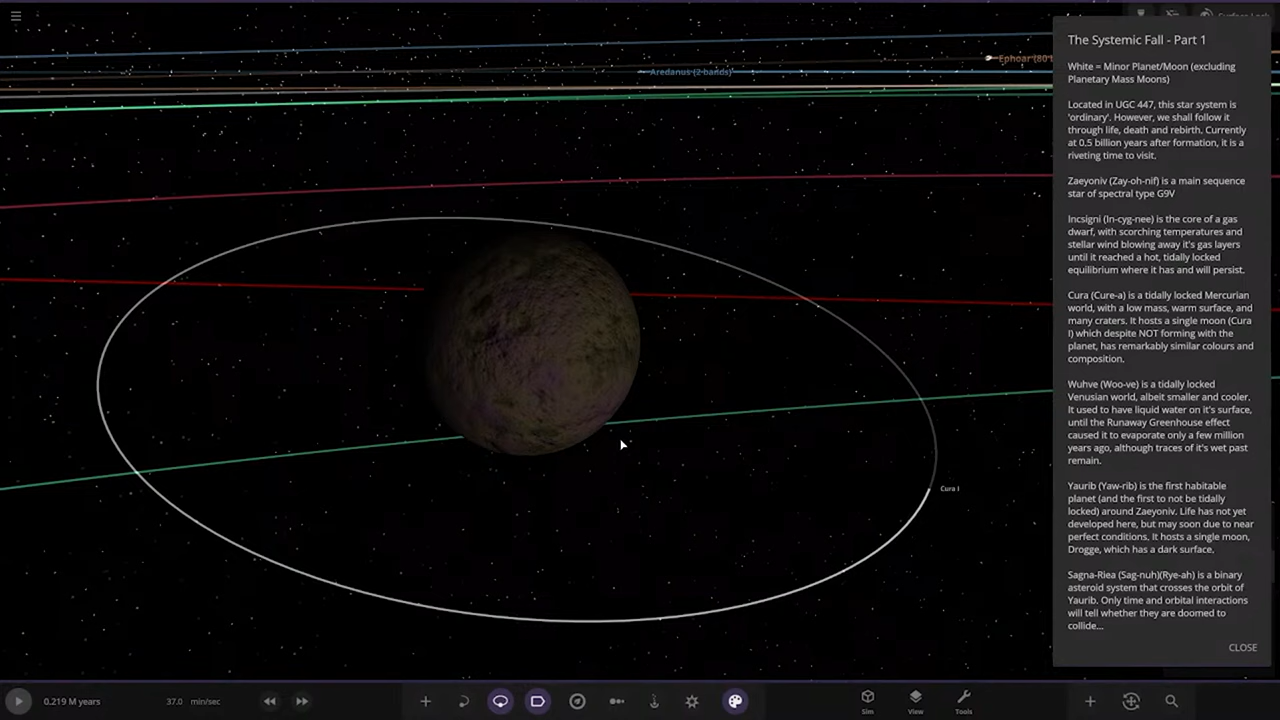 Surface Lock
The Systemic Fall - Part 1
Ephoar (80
Aredanus (2 bands)
White = Minor Planet/Moon (excluding
Planetary Mass Moons)
Located in UGC 447, this star system is
'ordinary'. However, we shall follow it
through life, death and rebirth. Currently
at 0.5 billion years after formation, it is a
riveting time to visit.
Zaeyoniv (Zay-oh-nif) is a main sequence
star of spectral type G9V
Incsigni (In-cyg-nee) is the core of a gas
dwarf, with scorching temperatures and
stellar wind blowing away it's gas layers
until it reached a hot, tidally locked
equilibrium where it has and will persist.
Cura (Cure-a) is a tidally locked Mercurian
world, with a low mass, warm surface, and
many craters. It hosts a single moon (Cura
I) which despite NOT forming with the
planet, has remarkably similar colours and
composition.
Wuhve (Woo-ve) is a tidally locked
Venusian world, albeit smaller and cooler.
It used to have liquid water on it's surface,
until the Runaway Greenhouse effect
caused it to evaporate only a few million
years ago, although traces of it's wet past
remain.
Yaurib (Yaw-rib) is the first habitable
planet (and the first to not be tidally
locked) around Zaeyoniv. Life has not yet
developed here, but may soon due to near
perfect conditions. It hosts a single moon,
Drogge, which has a dark surface.
Sagna-Riea (Sag-nuh)(Rye-ah) is a binary
asteroid system that crosses the orbit of
Yaurib. Only time and orbital interactions
will tell whether they are doomed to
collide...
CLOSE
Cura I
0.219 M years
37.0 min/sec
Sim
View
Tools